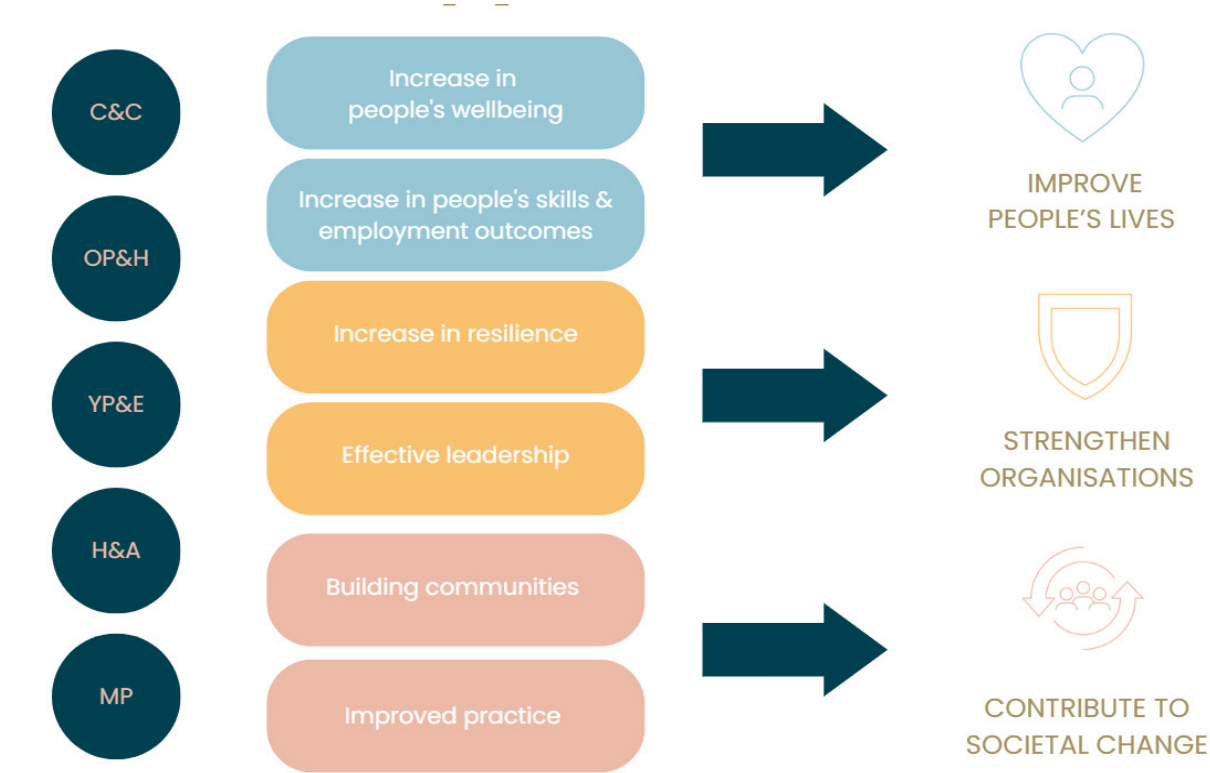 C&C
OP&H
YP&E
H&A
MP
Increase in
people's wellbeing
Increase in people's skills &
employment outcomes
Increase in resilience
Effective leadership
Building communities
Improved practice
IMPROVE
PEOPLE'S LIVES
STRENGTHEN
ORGANISATIONS
CONTRIBUTE TO
SOCIETAL CHANGE